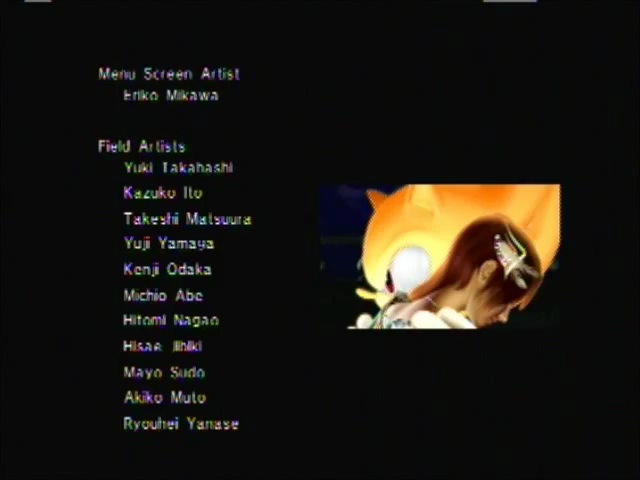 Menu Screen Artist
Eriko Mikawa
Field Artists
Yuki Takahashi
Kazuko Ito
Takeshi Matsuura
Yuji Yamaya
Kenji Odaka
Michio Abe
Hitomi Nagao
Hisae Jibiki
Mayo Sudo
Akiko Muto
Ryouhei Yanase